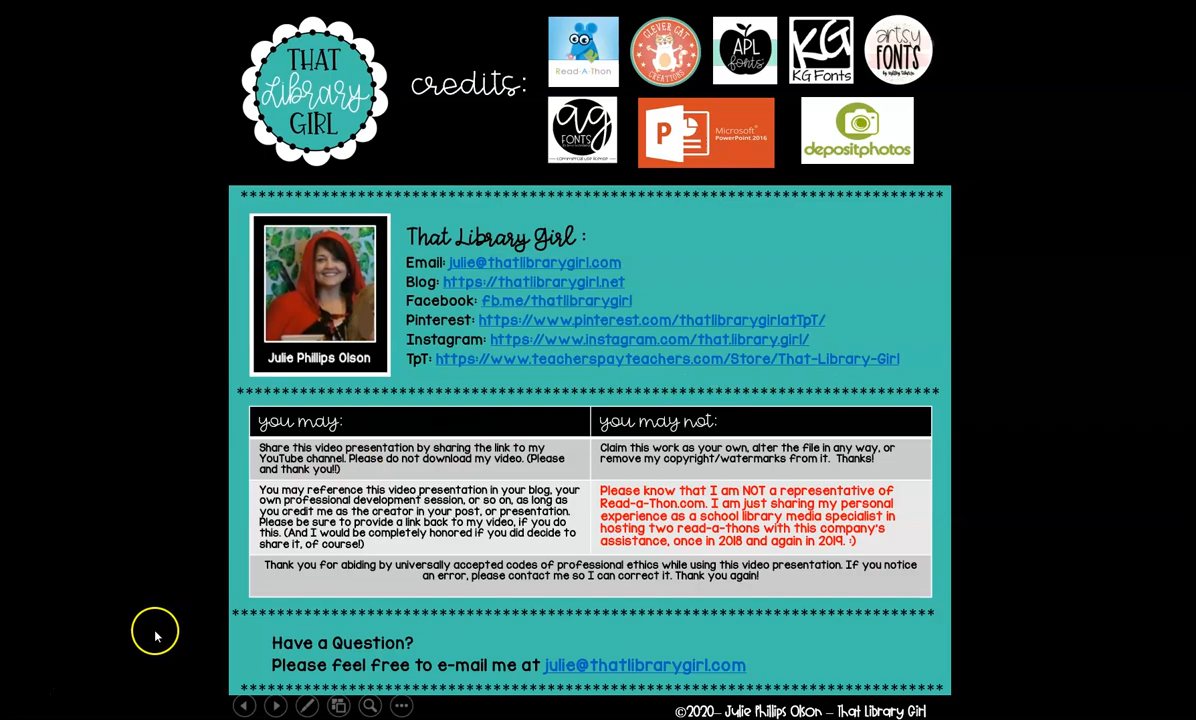 THAT
Library
GIRL
credits:
Read-A-Thon
CLEVER CAT
CREATIONS
APL
fonts
KG
KG Fonts
artsy
FONTS
ag
FONTS
P
Microsoft®
PowerPoint 2016
depositphotos
************************************************************
That Library Girl :
Email: julie@thatlibrarygirl.com
Blog: https://thatlibrarygirl.net
Facebook: fb.me/thatlibrarygirl
Pinterest: https://www.pinterest.com/thatlibrarygirlatTpT/
Instagram: https://www.instagram.com/that.library.girl/
TpT: https://www.teacherspayteachers.com/Store/That-Library-Girl
Julie Phillips Olson
************************************************************
you may:
Share this video presentation by sharing the link to my
YouTube channel. Please do not download my video. (Please
and thank you!!)
You may reference this video presentation in your blog, your
own professional development session, or so on, as long as
you credit me as the creator in your post, or presentation.
Please be sure to provide a link back to my video, if you do
this. (And I would be completely honored if you did decide to
share it, of course!)
you may not:
Claim this work as your own, alter the file in any way, or
remove my copyright/watermarks from it. Thanks!
Please know that I am NOT a representative of
Read-a-Thon.com. I am just sharing my personal
experience as a school library media specialist in
hosting two read-a-thons with this company's
assistance, once in 2018 and again in 2019. :)
Thank you for abiding by universally accepted codes of professional ethics while using this video presentation. If you notice
an error, please contact me so I can correct it. Thank you again!
************************************************************
Have a Question?
Please feel free to e-mail me at julie@thatlibrarygirl.com
************************************************************
©2020– Julie Phillips Olson – That Library Girl